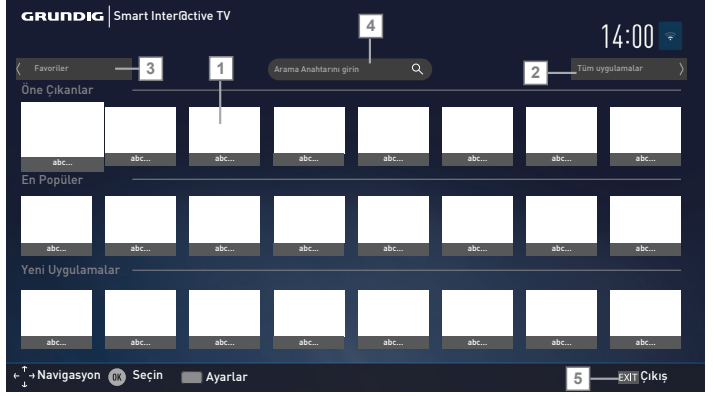 GRUNDIG Smart Inter@ctive TV
4
14:00
Favoriler
3
1
Arama Anahtarını girin
2
Tüm uygulamalar
Öne Çıkanlar
abc... abc... abc... abc... abc... abc... abc... abc...
En Popüler
abc... abc... abc... abc... abc... abc... abc... abc...
Yeni Uygulamalar
abc... abc... abc... abc... abc... abc... abc... abc...
Navigasyon OK Seçin Ayarlar 5 EXIT Çıkış